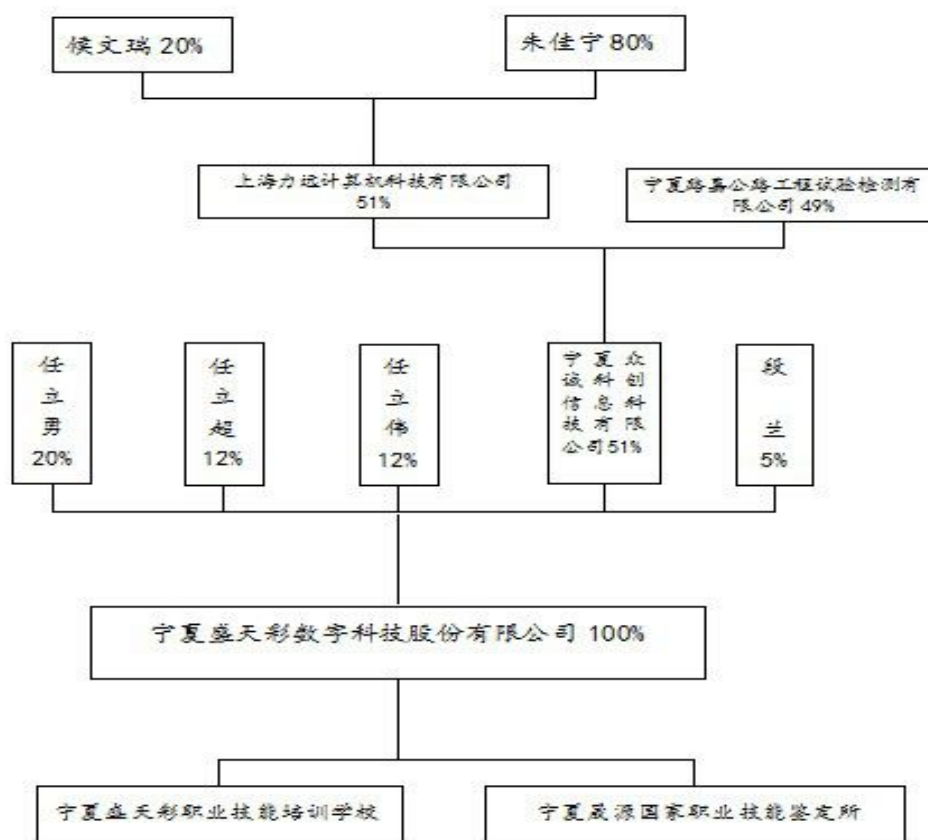 侯文瑞 20%
朱佳宁 80%
上海力远计算机科技有限公司
51%
宁夏路嘉公路工程试验检测有
限公司 49%
任
立
勇
20%
任
立
超
12%
任
立
伟
12%
宁夏众
诚科创
信息科
技有限
公司51%
段
兰
5%
宁夏盛天彩数字科技股份有限公司 100%
宁夏盛天彩职业技能培训学校
宁夏晟源国家职业技能鉴定所